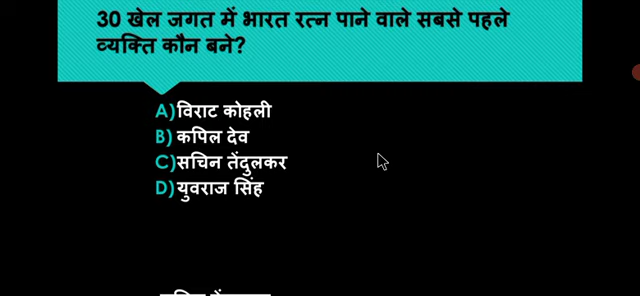 30 खेल जगत में भारत रत्न पाने वाले सबसे पहले
व्यक्ति कौन बने?
A)विराट कोहली
B) कपिल देव
C)सचिन तेंदुलकर
D)युवराज सिंह